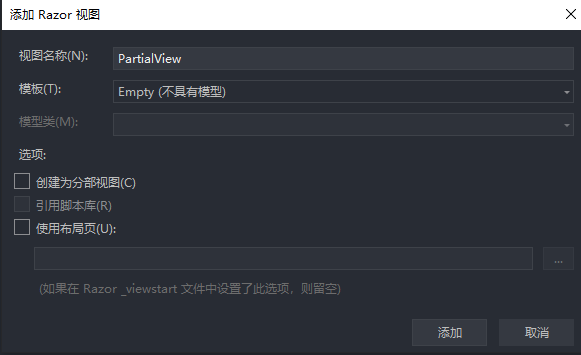 添加 Razor 视图
视图名称(N):
PartialView
模板(T):
Empty (不具有模型)
模型类(M):
选项:
创建为分部视图(C)
引用脚本库(R)
使用布局页(U):
...
(如果在 Razor _viewstart 文件中设置了此选项，则留空)
添加
取消